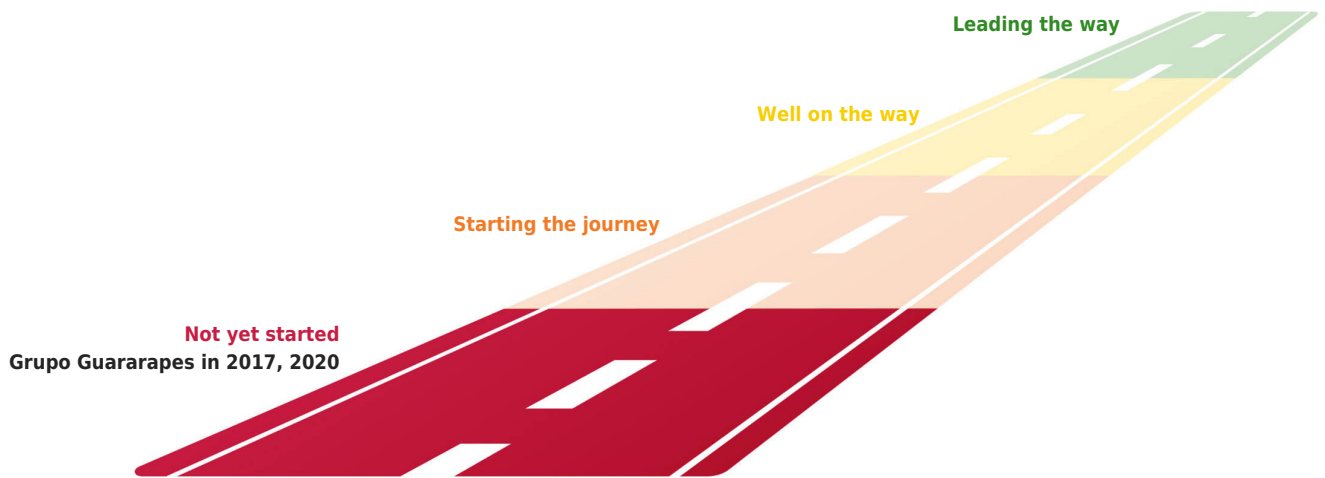 Leading the way
Well on the way
Starting the journey
Not yet started
Grupo Guararapes in 2017, 2020